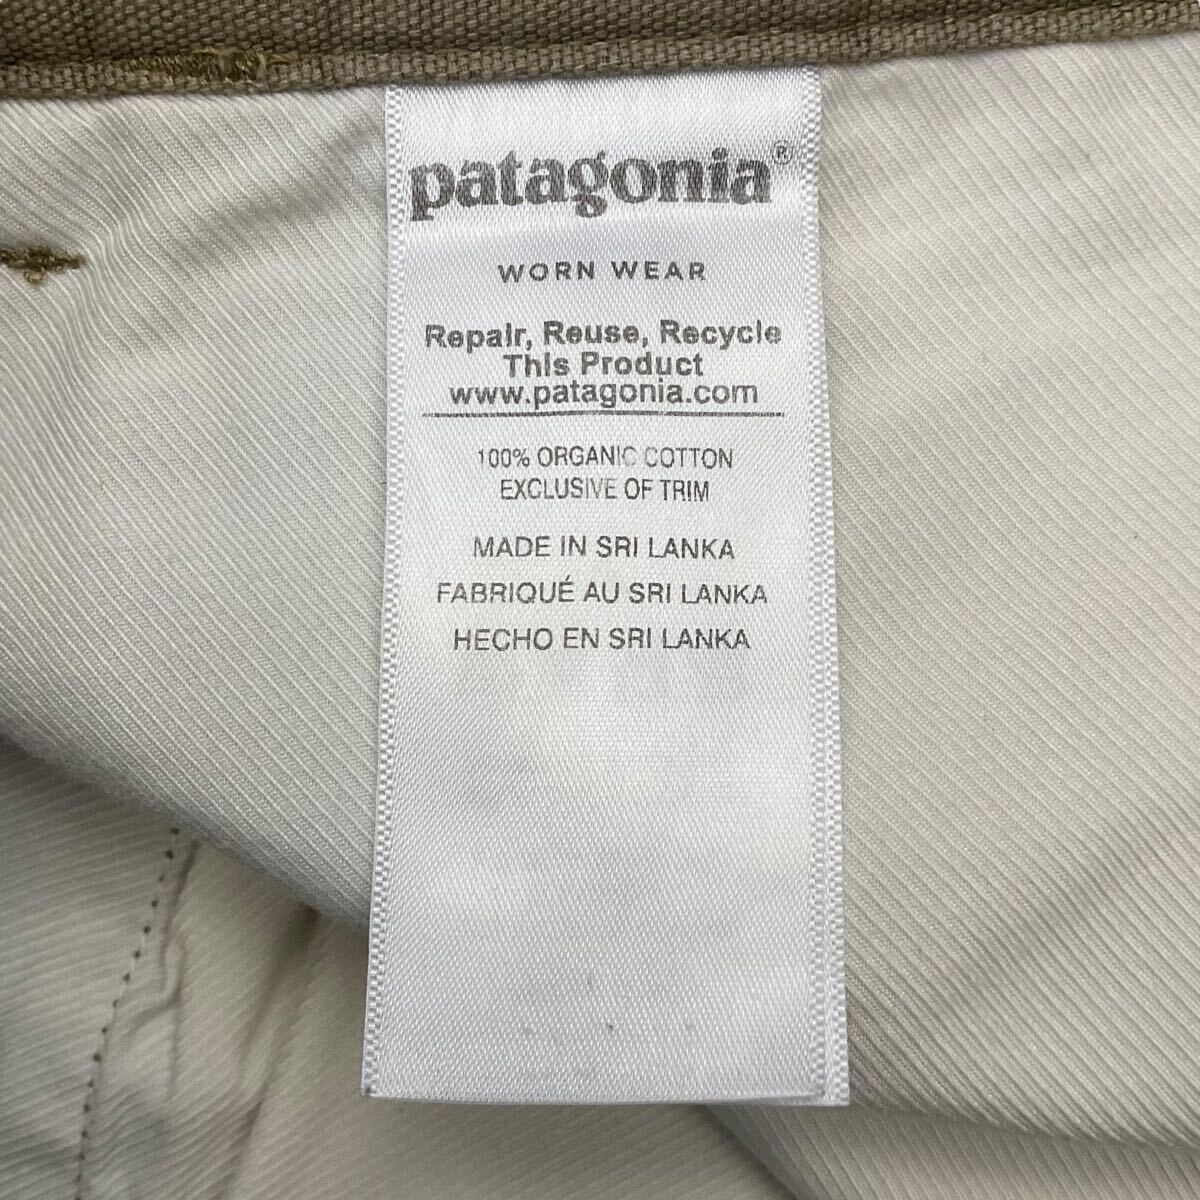 patagonia®
WORN WEAR
Repair, Reuse, Recycle
This Product
www.patagonia.com
100% ORGANIC COTTON
EXCLUSIVE OF TRIM
MADE IN SRI LANKA
FABRIQUÉ AU SRI LANKA
HECHO EN SRI LANKA